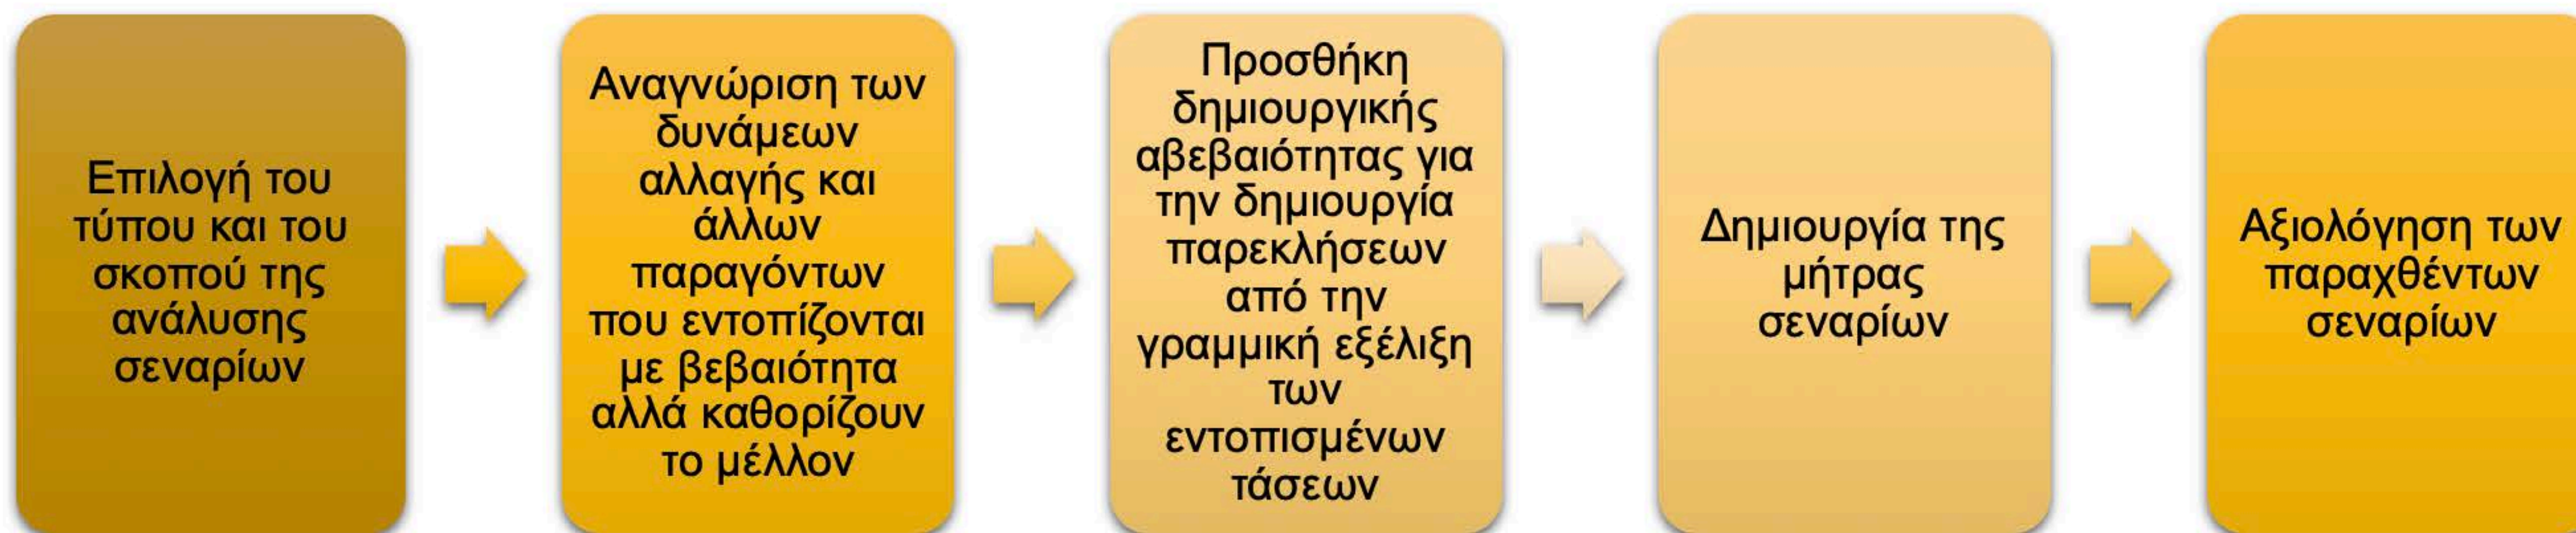 Επιλογή του
τύπου και του
σκοπού της
ανάλυσης
σεναρίων
Αναγνώριση των
δυνάμεων
αλλαγής και
άλλων
παραγόντων
που εντοπίζονται
με βεβαιότητα
αλλά καθορίζουν
το μέλλον
Προσθήκη
δημιουργικής
αβεβαιότητας για
την δημιουργία
παρεκλήσεων
από την
γραμμική εξέλιξη
των
εντοπισμένων
τάσεων
Δημιουργία της
μήτρας
σεναρίων
Αξιολόγηση των
παραχθέντων
σεναρίων